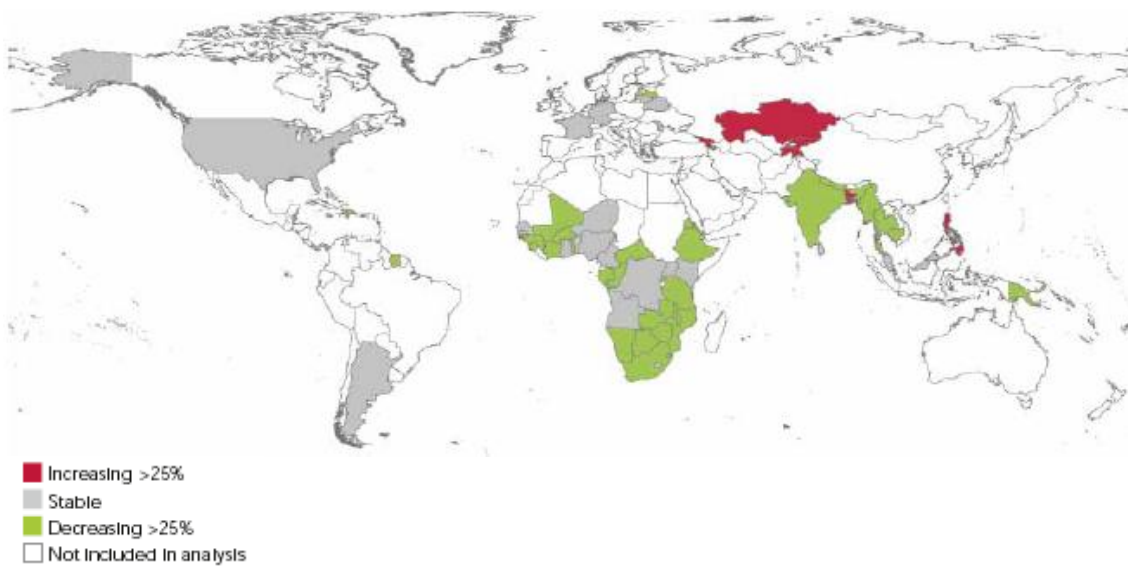 Increasing >25%
Stable
Decreasing >25%
Not included in analysis